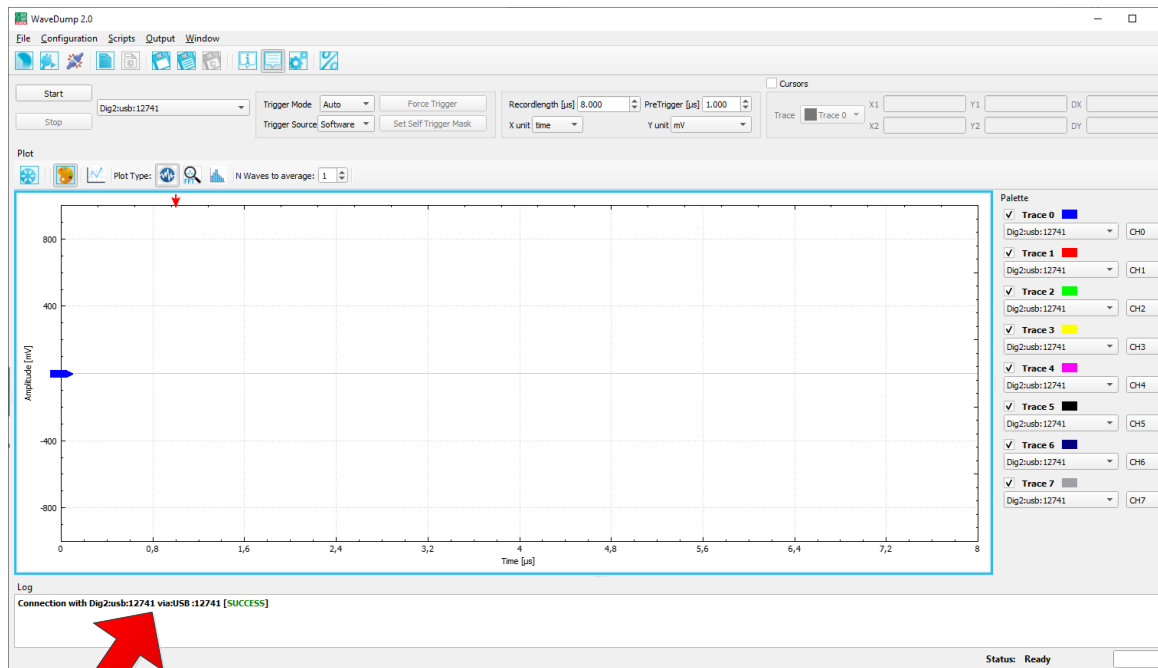 WaveDump 2.0
File Configuration Scripts Output Window
Start
Stop
Dig2:usb:12741
Trigger Mode Auto Force Trigger
Trigger Source Software Set Self Trigger Mask
Recordlength [µs] 8.000 PreTrigger [µs] 1.000
X unit time Y unit mV
Cursors
Trace Trace 0
X1 Y1 DX
X2 Y2 DY
Plot
Plot Type: FFT N Waves to average: 1
800
400
-400
-800
Amplitude [mV]
0 0,8 1,6 2,4 3,2 4 4,8 5,6 6,4 7,2 8
Time [µs]
Palette
Trace 0
Dig2:usb:12741 CH0
Trace 1
Dig2:usb:12741 CH1
Trace 2
Dig2:usb:12741 CH2
Trace 3
Dig2:usb:12741 CH3
Trace 4
Dig2:usb:12741 CH4
Trace 5
Dig2:usb:12741 CH5
Trace 6
Dig2:usb:12741 CH6
Trace 7
Dig2:usb:12741 CH7
Log
Connection with Dig2:usb:12741 via:USB :12741 [SUCCESS]
Status: Ready